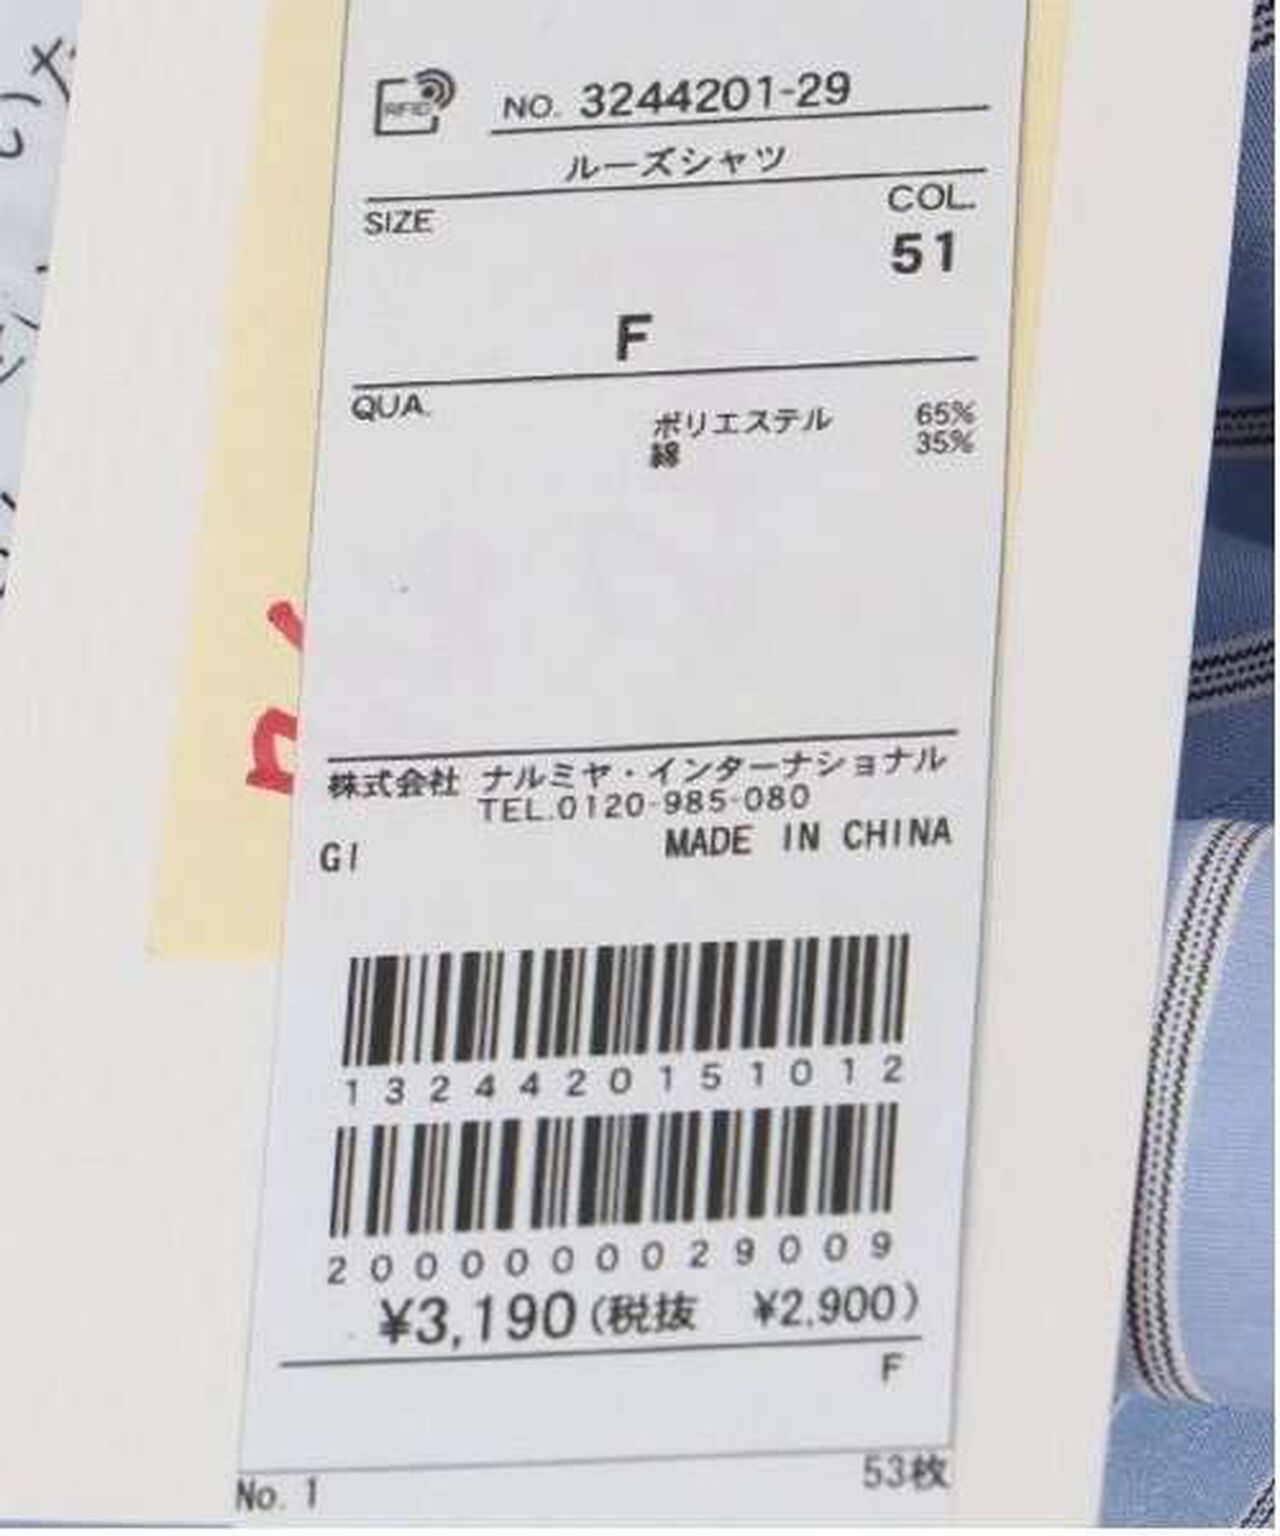 RFID
NO. 3244201-29
ルーズシャツ
SIZE COL.
51
F
QUA.
ポリエステル 65%
綿 35%
株式会社 ナルミヤ・インターナショナル
TEL.0120-985-080
GI MADE IN CHINA
1324420151012
2000000029009
¥3,190(税抜 ¥2,900)
F
No. 1 53枚